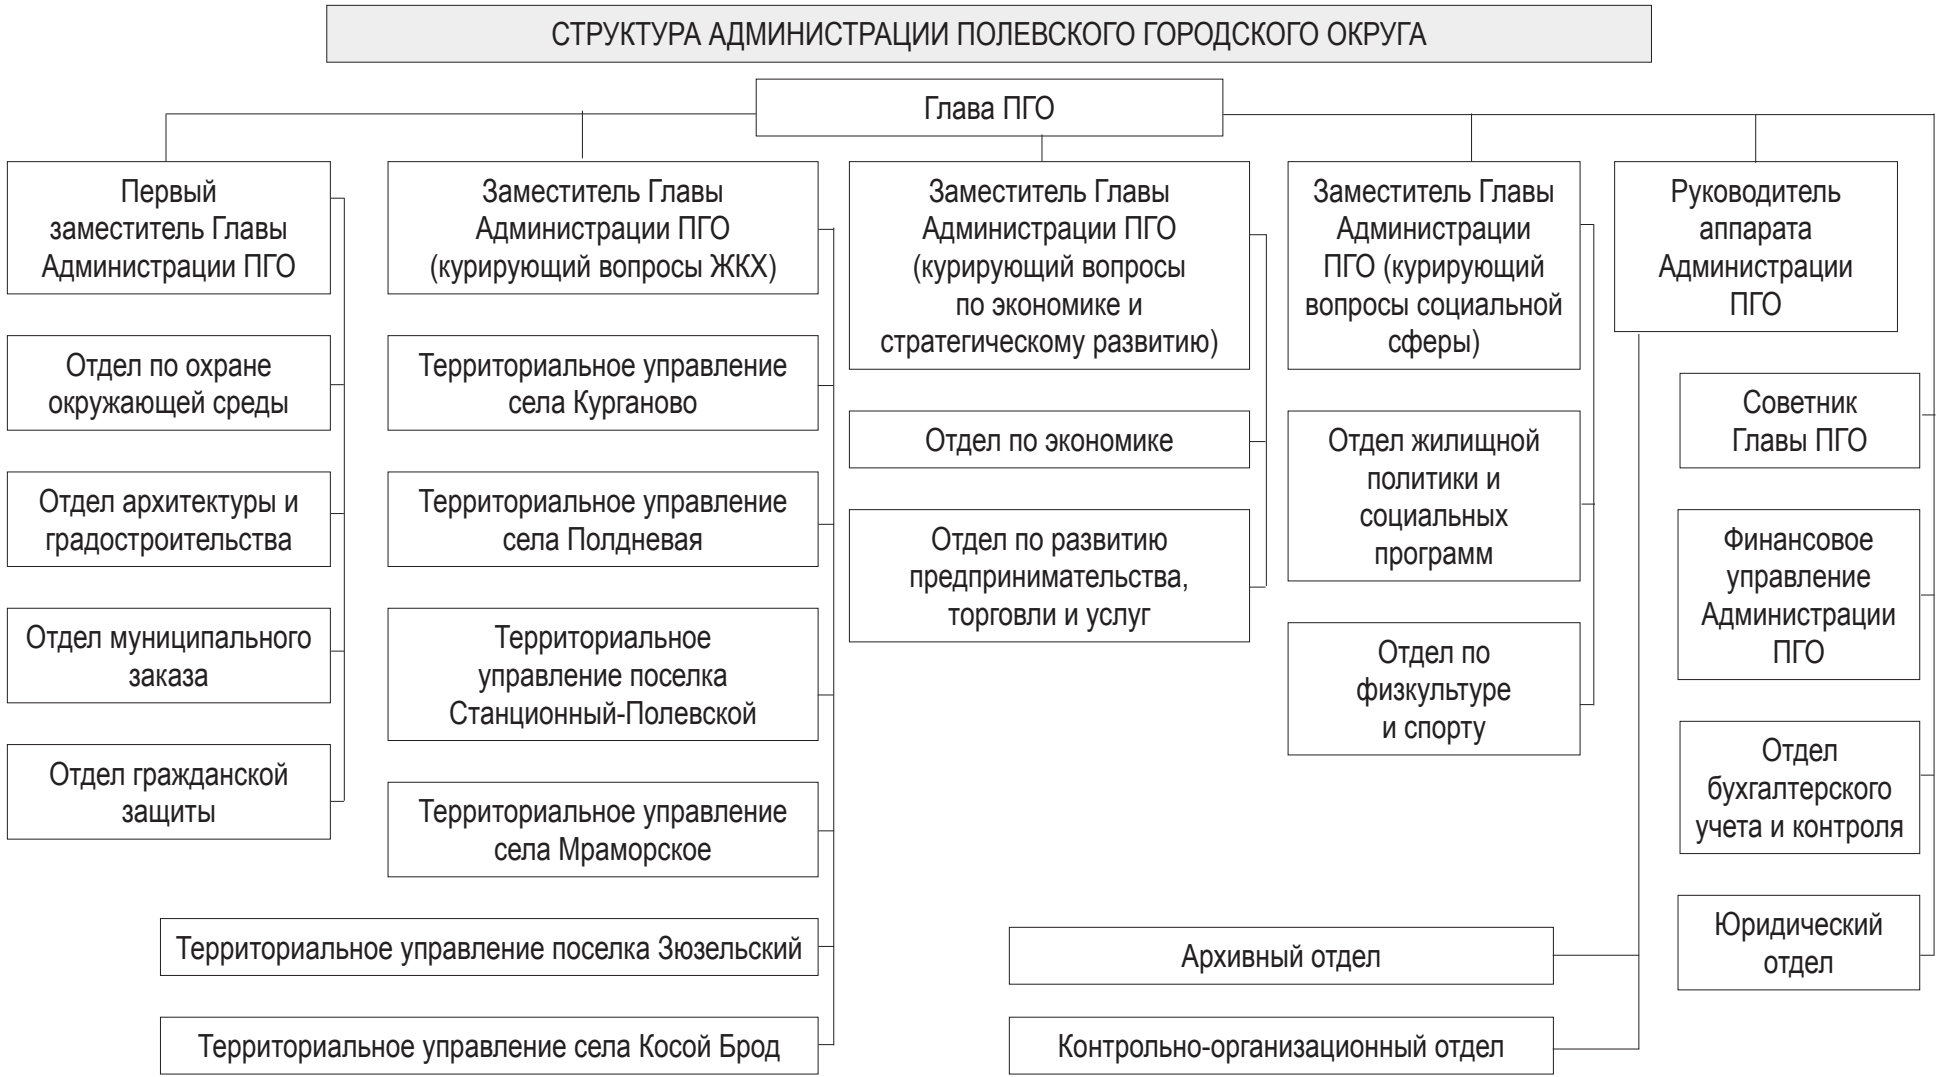 СТРУКТУРА АДМИНИСТРАЦИИ ПОЛЕВСКОГО ГОРОДСКОГО ОКРУГА
Глава ПГО
Первый
заместитель Главы
Администрации ПГО
Отдел по охране
окружающей среды
Отдел архитектуры и
градостроительства
Отдел муниципального
заказа
Отдел гражданской
защиты
Заместитель Главы
Администрации ПГО
(курирующий вопросы ЖКХ)
Территориальное управление
села Курганово
Территориальное управление
села Полдневая
Территориальное
управление поселка
Станционный-Полевской
Территориальное управление
села Мраморское
Территориальное управление поселка Зюзельский
Территориальное управление села Косой Брод
Заместитель Главы
Администрации ПГО
(курирующий вопросы
по экономике и
стратегическому развитию)
Отдел по экономике
Отдел по развитию
предпринимательства,
торговли и услуг
Заместитель Главы
Администрации
ПГО (курирующий
вопросы социальной
сферы)
Отдел жилищной
политики и
социальных
программ
Отдел по
физкультуре
и спорту
Руководитель
аппарата
Администрации
ПГО
Архивный отдел
Контрольно-организационный отдел
Советник
Главы ПГО
Финансовое
управление
Администрации
ПГО
Отдел
бухгалтерского
учета и контроля
Юридический
отдел